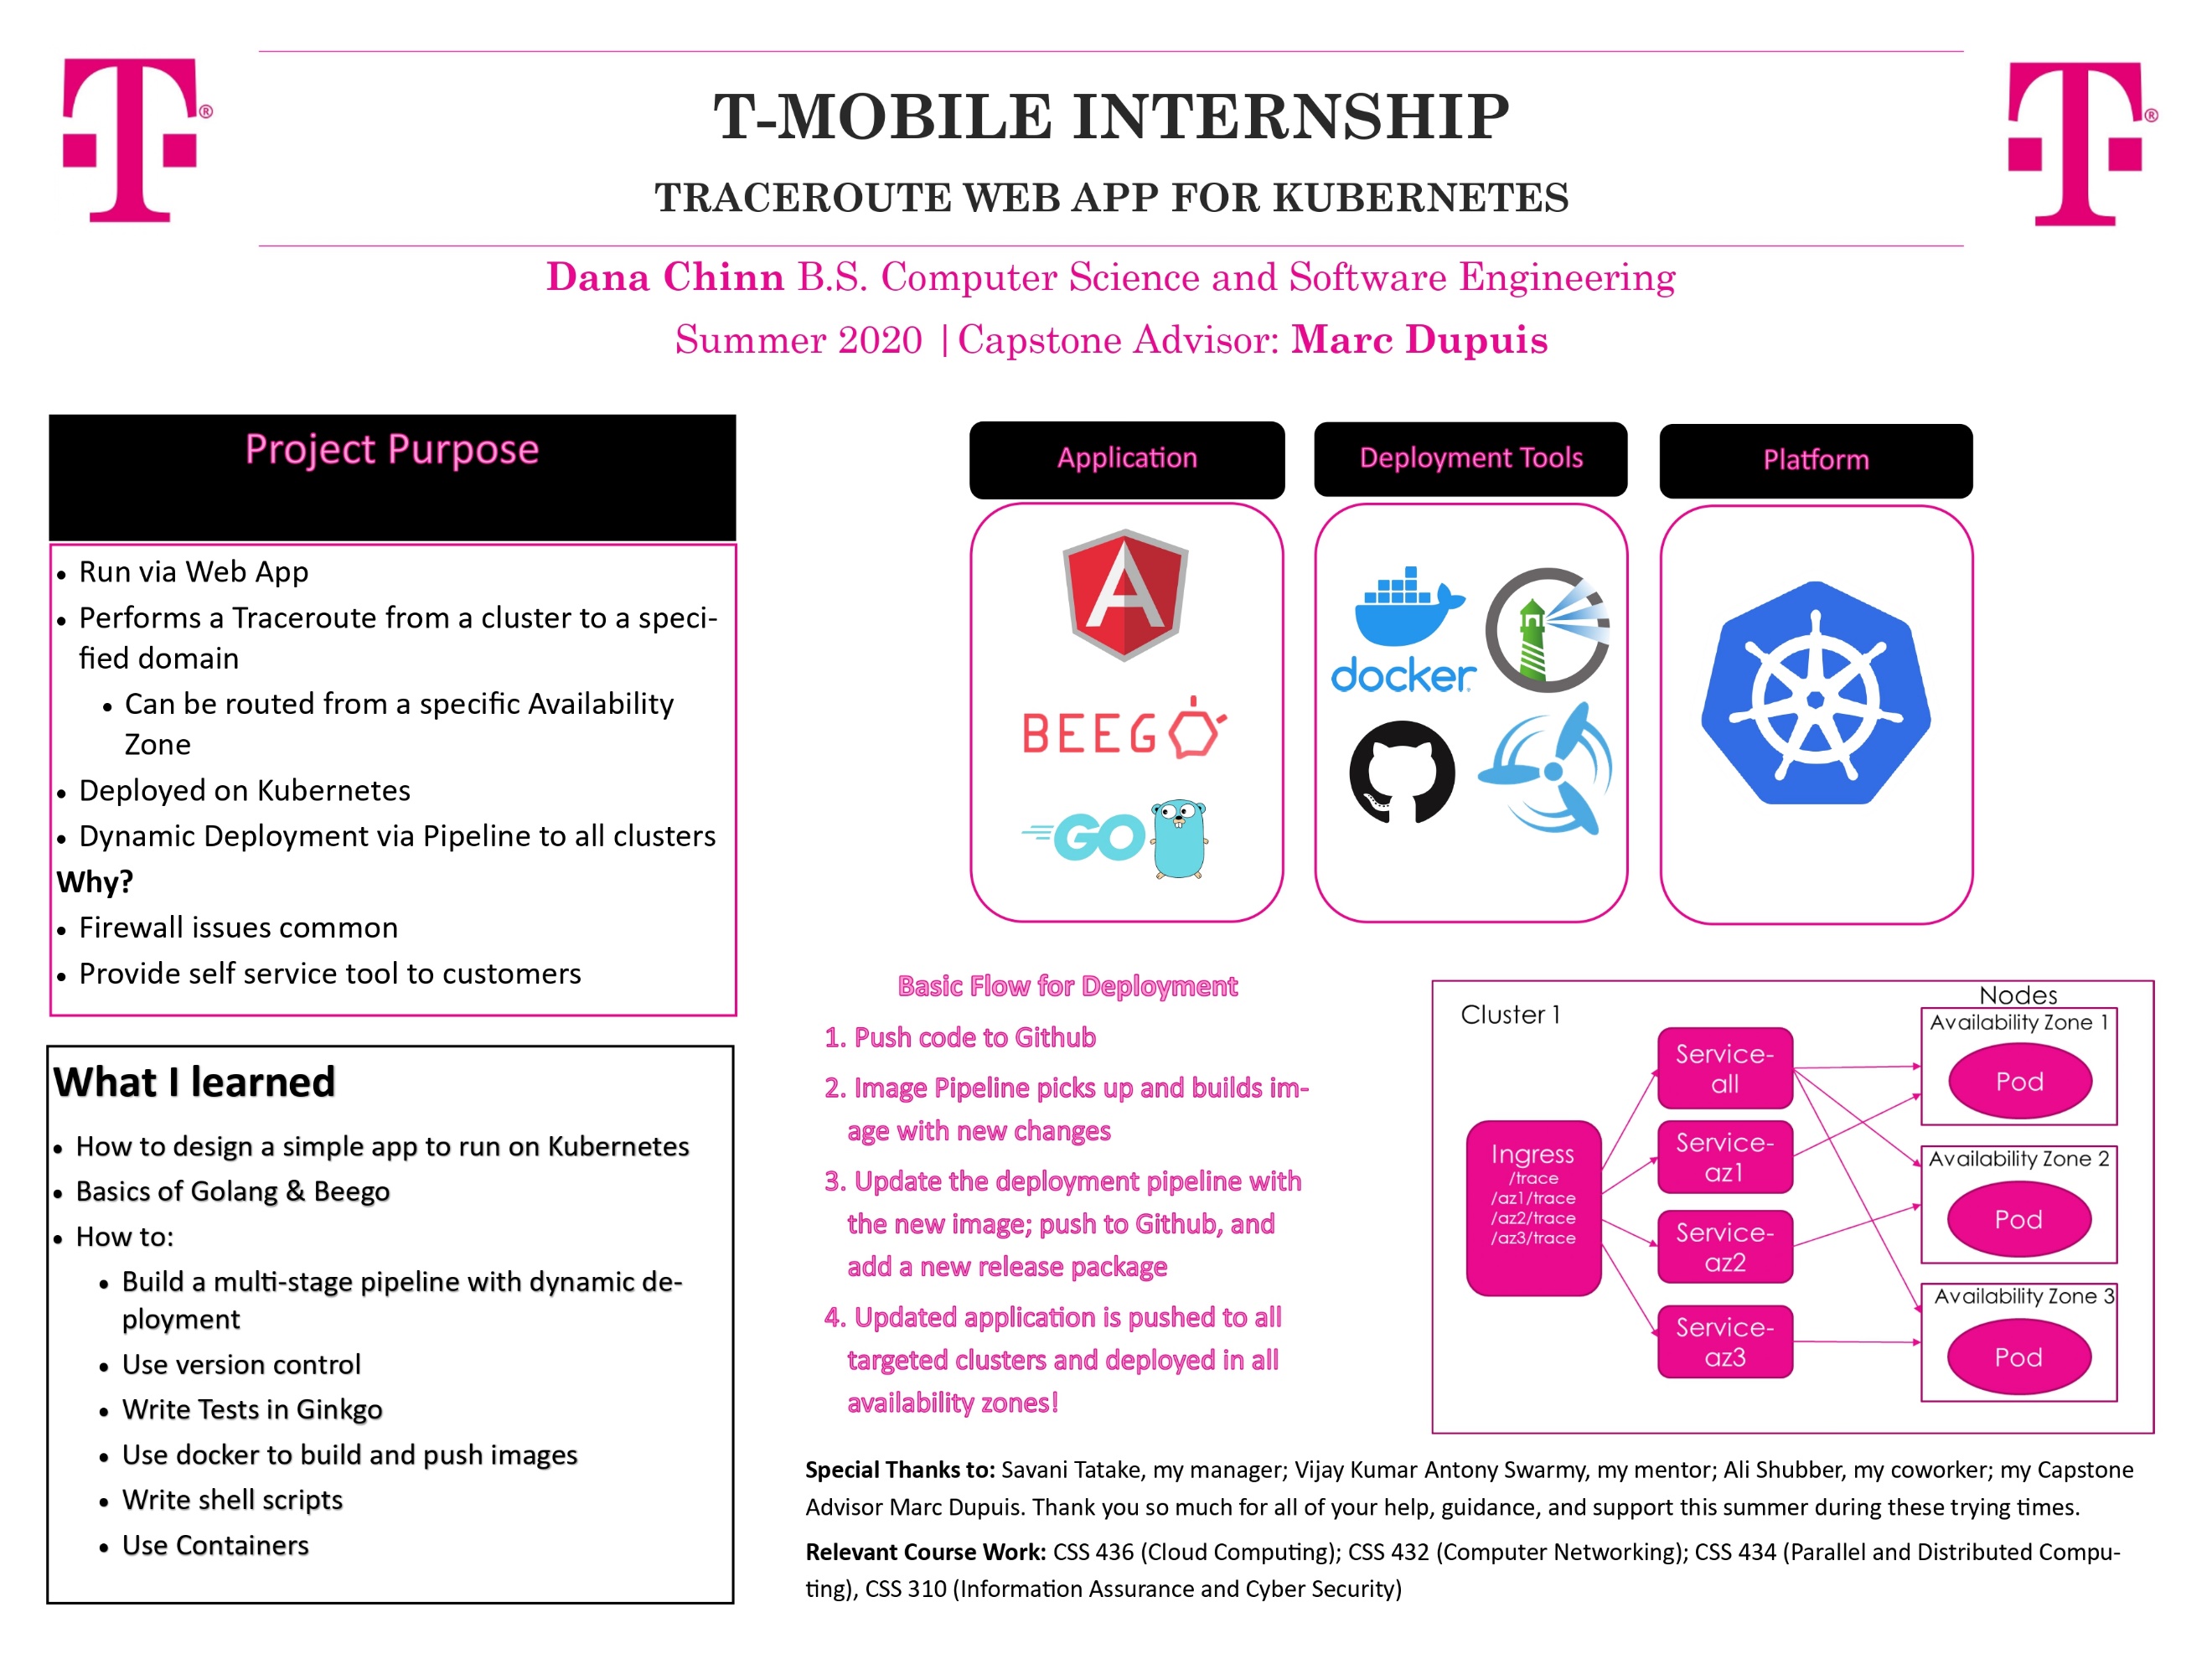 T-MOBILE INTERNSHIP
TRACEROUTE WEB APP FOR KUBERNETES
Dana Chinn B.S. Computer Science and Software Engineering
Summer 2020 | Capstone Advisor: Marc Dupuis
T®
T®
Project Purpose
• Run via Web App
• Performs a Traceroute from a cluster to a speci-
fied domain
• Can be routed from a specific Availability
Zone
• Deployed on Kubernetes
• Dynamic Deployment via Pipeline to all clusters
Why?
• Firewall issues common
• Provide self service tool to customers
What I learned
• How to design a simple app to run on Kubernetes
• Basics of Golang & Beego
• How to:
• Build a multi-stage pipeline with dynamic de-
ployment
• Use version control
• Write Tests in Ginkgo
• Use docker to build and push images
• Write shell scripts
• Use Containers
Application
A
BEEGO
GO
Deployment Tools
docker
Platform
Basic Flow for Deployment
1. Push code to Github
2. Image Pipeline picks up and builds im-
age with new changes
3. Update the deployment pipeline with
the new image; push to Github, and
add a new release package
4. Updated application is pushed to all
targeted clusters and deployed in all
availability zones!
Cluster 1
Ingress
/trace
/az1/trace
/az2/trace
/az3/trace
Service-
all
Service-
az1
Service-
az2
Service-
az3
Nodes
Availability Zone 1
Pod
Availability Zone 2
Pod
Availability Zone 3
Pod
Special Thanks to: Savani Tatake, my manager; Vijay Kumar Antony Swarmy, my mentor; Ali Shubber, my coworker; my Capstone
Advisor Marc Dupuis. Thank you so much for all of your help, guidance, and support this summer during these trying times.
Relevant Course Work: CSS 436 (Cloud Computing); CSS 432 (Computer Networking); CSS 434 (Parallel and Distributed Compu-
ting), CSS 310 (Information Assurance and Cyber Security)